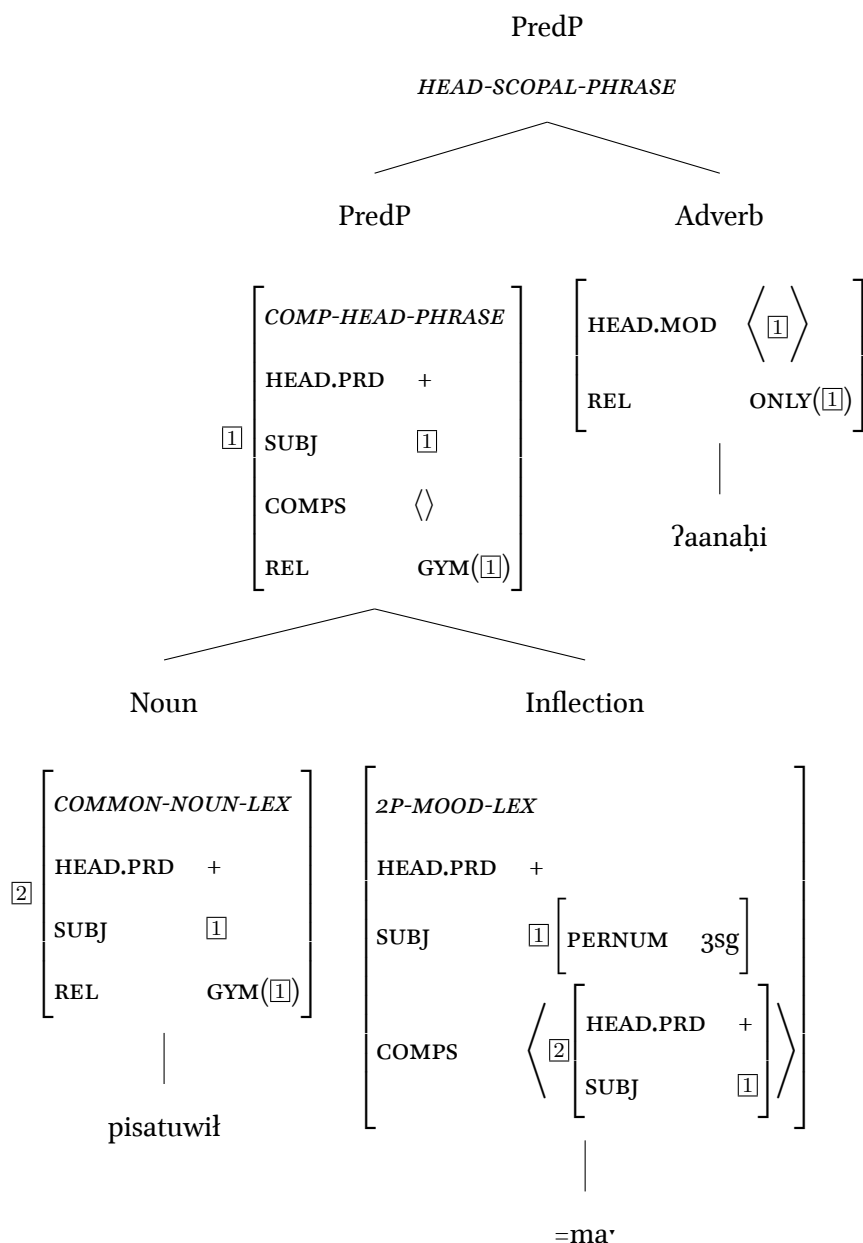 PredP
HEAD-SCOPAL-PHRASE
PredP Adverb
1 [COMP-HEAD-PHRASE
HEAD.PRD +
SUBJ 1
COMPS ⟨⟩
REL GYM(1)]
[HEAD.MOD ⟨1⟩
REL ONLY(1)]
ʔaanaḥi
Noun Inflection
2 [COMMON-NOUN-LEX
HEAD.PRD +
SUBJ 1
REL GYM(1)]
pisatuwił
[2P-MOOD-LEX
HEAD.PRD +
SUBJ 1 [PERNUM 3sg]
COMPS ⟨2 [HEAD.PRD +
SUBJ 1]⟩]
=maˑ